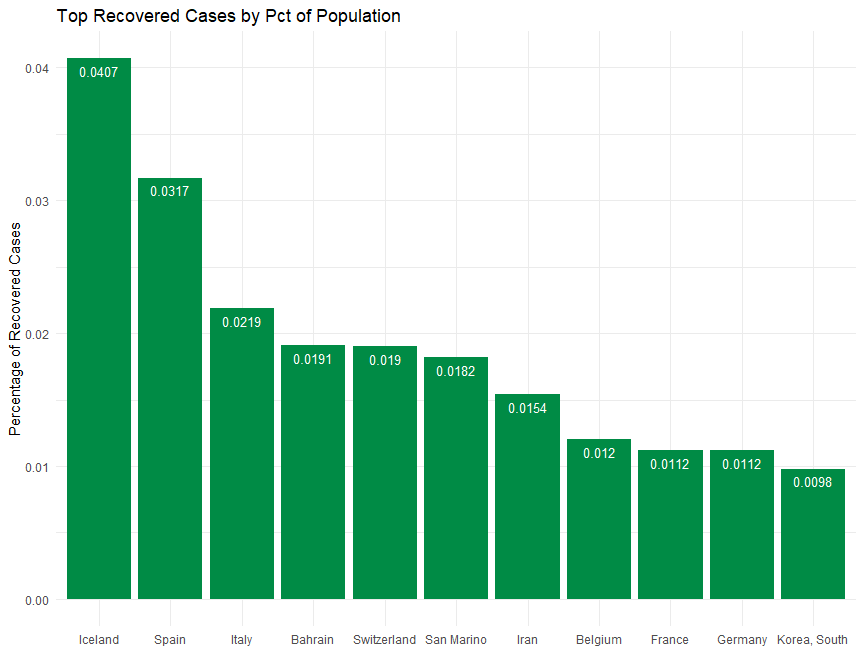 Top Recovered Cases by Pct of Population
Percentage of Recovered Cases
0.04
0.03
0.02
0.01
0.00
0.0407
0.0317
0.0219
0.0191
0.019
0.0182
0.0154
0.012
0.0112
0.0112
0.0098
Iceland
Spain
Italy
Bahrain
Switzerland
San Marino
Iran
Belgium
France
Germany
Korea, South